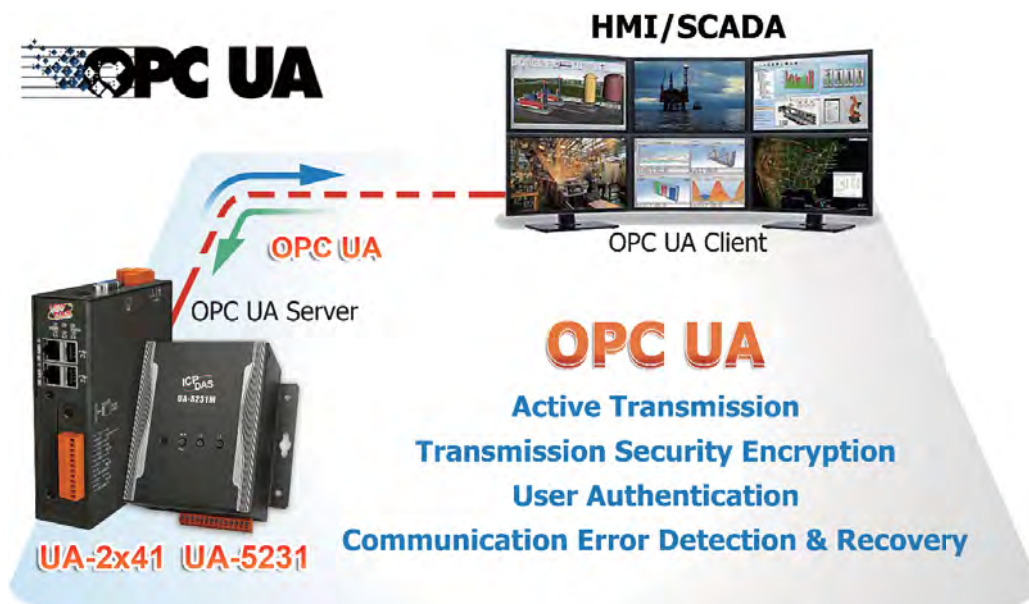 OPC UA
HMI/SCADA
OPC UA
OPC UA Client
OPC UA Server
ICP DAS
UA-5231M
OPC UA
Active Transmission
Transmission Security Encryption
User Authentication
Communication Error Detection & Recovery
UA-2x41 UA-5231